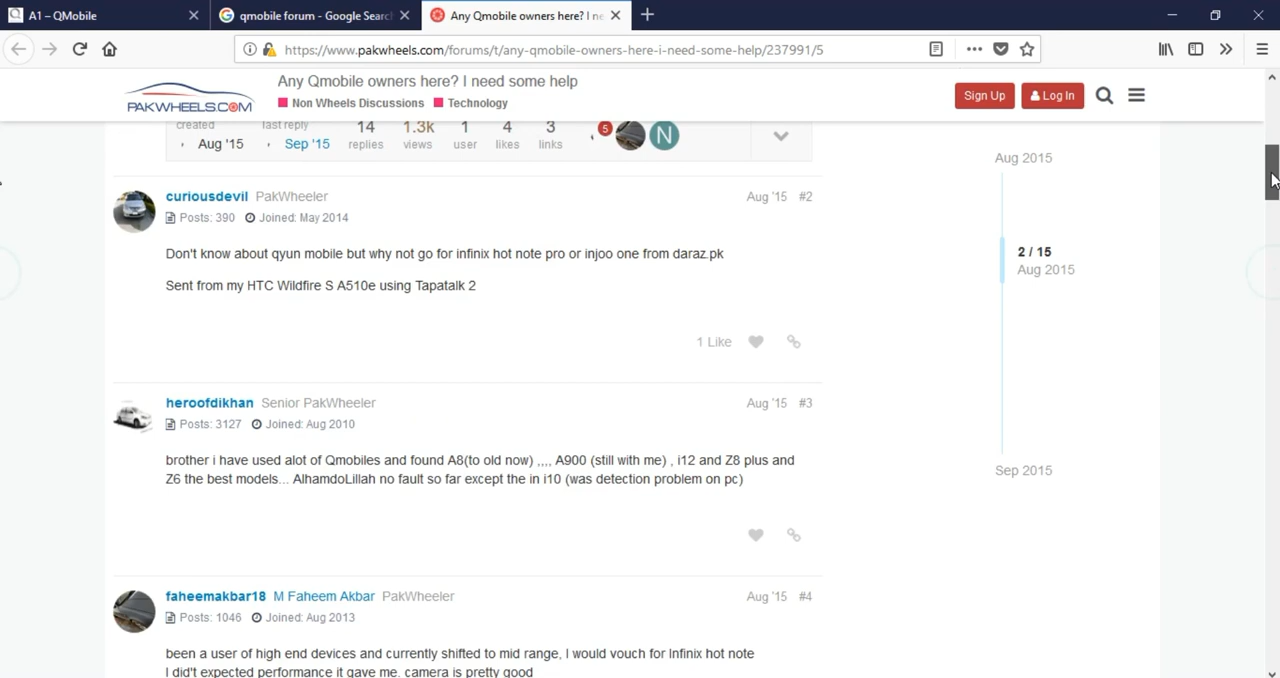 A1 – QMobile
qmobile forum - Google Searc
Any Qmobile owners here? I ne
https://www.pakwheels.com/forums/t/any-qmobile-owners-here-i-need-some-help/237991/5
PAKWHEELS.COM
Any Qmobile owners here? I need some help
Non Wheels Discussions Technology
Sign Up
Log In
created last reply 14 1.3k 1 4 3 5 N
Aug '15 Sep '15 replies views user likes links
Aug 2015
curiousdevil PakWheeler Aug '15 #2
Posts: 390 Joined: May 2014
Don't know about qyun mobile but why not go for infinix hot note pro or injoo one from daraz.pk
Sent from my HTC Wildfire S A510e using Tapatalk 2
2 / 15
Aug 2015
1 Like
heroofdikhan Senior PakWheeler Aug '15 #3
Posts: 3127 Joined: Aug 2010
brother i have used alot of Qmobiles and found A8(to old now) ,,,, A900 (still with me) , i12 and Z8 plus and
Z6 the best models... AlhamdoLillah no fault so far except the in i10 (was detection problem on pc)
Sep 2015
faheemakbar18 M Faheem Akbar PakWheeler Aug '15 #4
Posts: 1046 Joined: Aug 2013
been a user of high end devices and currently shifted to mid range, I would vouch for Infinix hot note
I did't expected performance it gave me. camera is pretty good